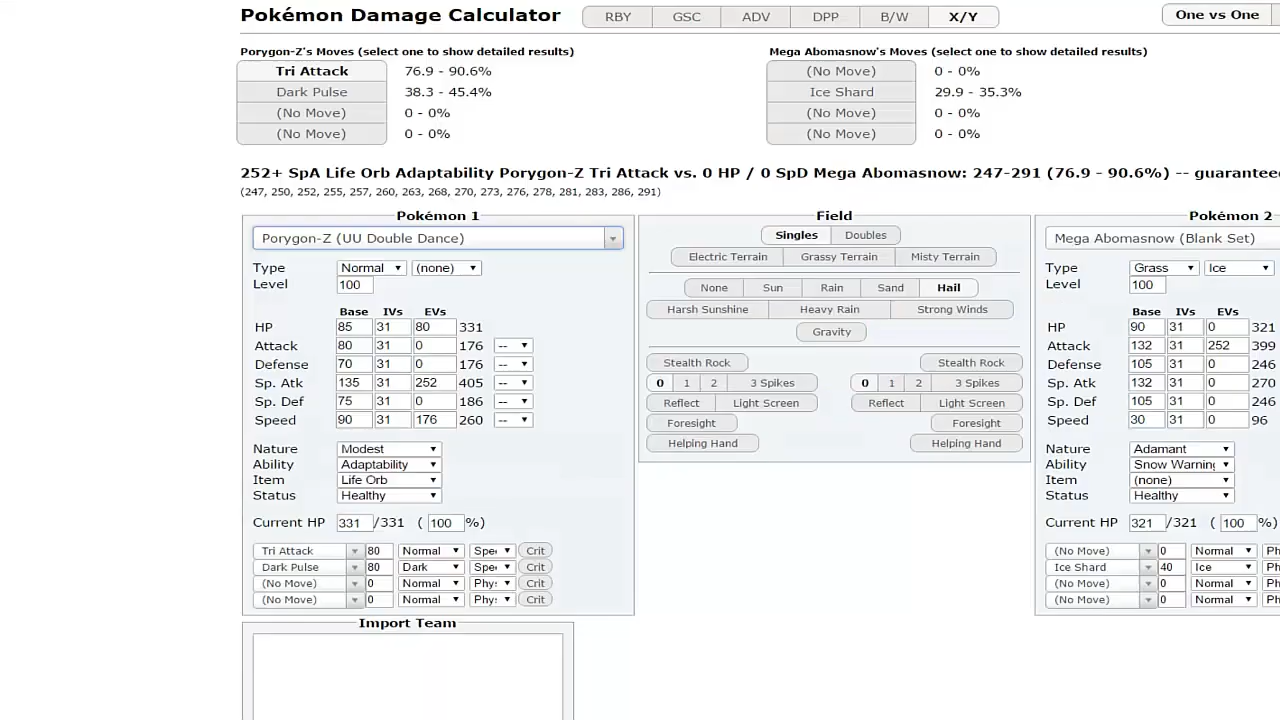 Pokémon Damage Calculator RBY GSC ADV DPP B/W X/Y One vs One
Porygon-Z's Moves (select one to show detailed results) Mega Abomasnow's Moves (select one to show detailed results)
Tri Attack 76.9 - 90.6% (No Move) 0 - 0%
Dark Pulse 38.3 - 45.4% Ice Shard 29.9 - 35.3%
(No Move) 0 - 0% (No Move) 0 - 0%
(No Move) 0 - 0% (No Move) 0 - 0%
252+ SpA Life Orb Adaptability Porygon-Z Tri Attack vs. 0 HP / 0 SpD Mega Abomasnow: 247-291 (76.9 - 90.6%) -- guaranteed
(247, 250, 252, 255, 257, 260, 263, 268, 270, 273, 276, 278, 281, 283, 286, 291)
Pokémon 1
Porygon-Z (UU Double Dance)
Type Normal (none)
Level 100
Base IVs EVs
HP 85 31 80 331
Attack 80 31 0 176 --
Defense 70 31 0 176 --
Sp. Atk 135 31 252 405 --
Sp. Def 75 31 0 186 --
Speed 90 31 176 260 --
Nature Modest
Ability Adaptability
Item Life Orb
Status Healthy
Current HP 331 /331 ( 100 %)
Tri Attack 80 Normal Spe Crit
Dark Pulse 80 Dark Spe Crit
(No Move) 0 Normal Phy: Crit
(No Move) 0 Normal Phy: Crit
Field
Singles Doubles
Electric Terrain Grassy Terrain Misty Terrain
None Sun Rain Sand Hail
Harsh Sunshine Heavy Rain Strong Winds
Gravity
Stealth Rock Stealth Rock
0 1 2 3 Spikes 0 1 2 3 Spikes
Reflect Light Screen Reflect Light Screen
Foresight Foresight
Helping Hand Helping Hand
Pokémon 2
Mega Abomasnow (Blank Set)
Type Grass Ice
Level 100
Base IVs EVs
HP 90 31 0 321
Attack 132 31 252 399
Defense 105 31 0 246
Sp. Atk 132 31 0 270
Sp. Def 105 31 0 246
Speed 30 31 0 96
Nature Adamant
Ability Snow Warning
Item (none)
Status Healthy
Current HP 321 /321 ( 100 %)
(No Move) 0 Normal Ph
Ice Shard 40 Ice Ph
(No Move) 0 Normal Ph
(No Move) 0 Normal Ph
Import Team